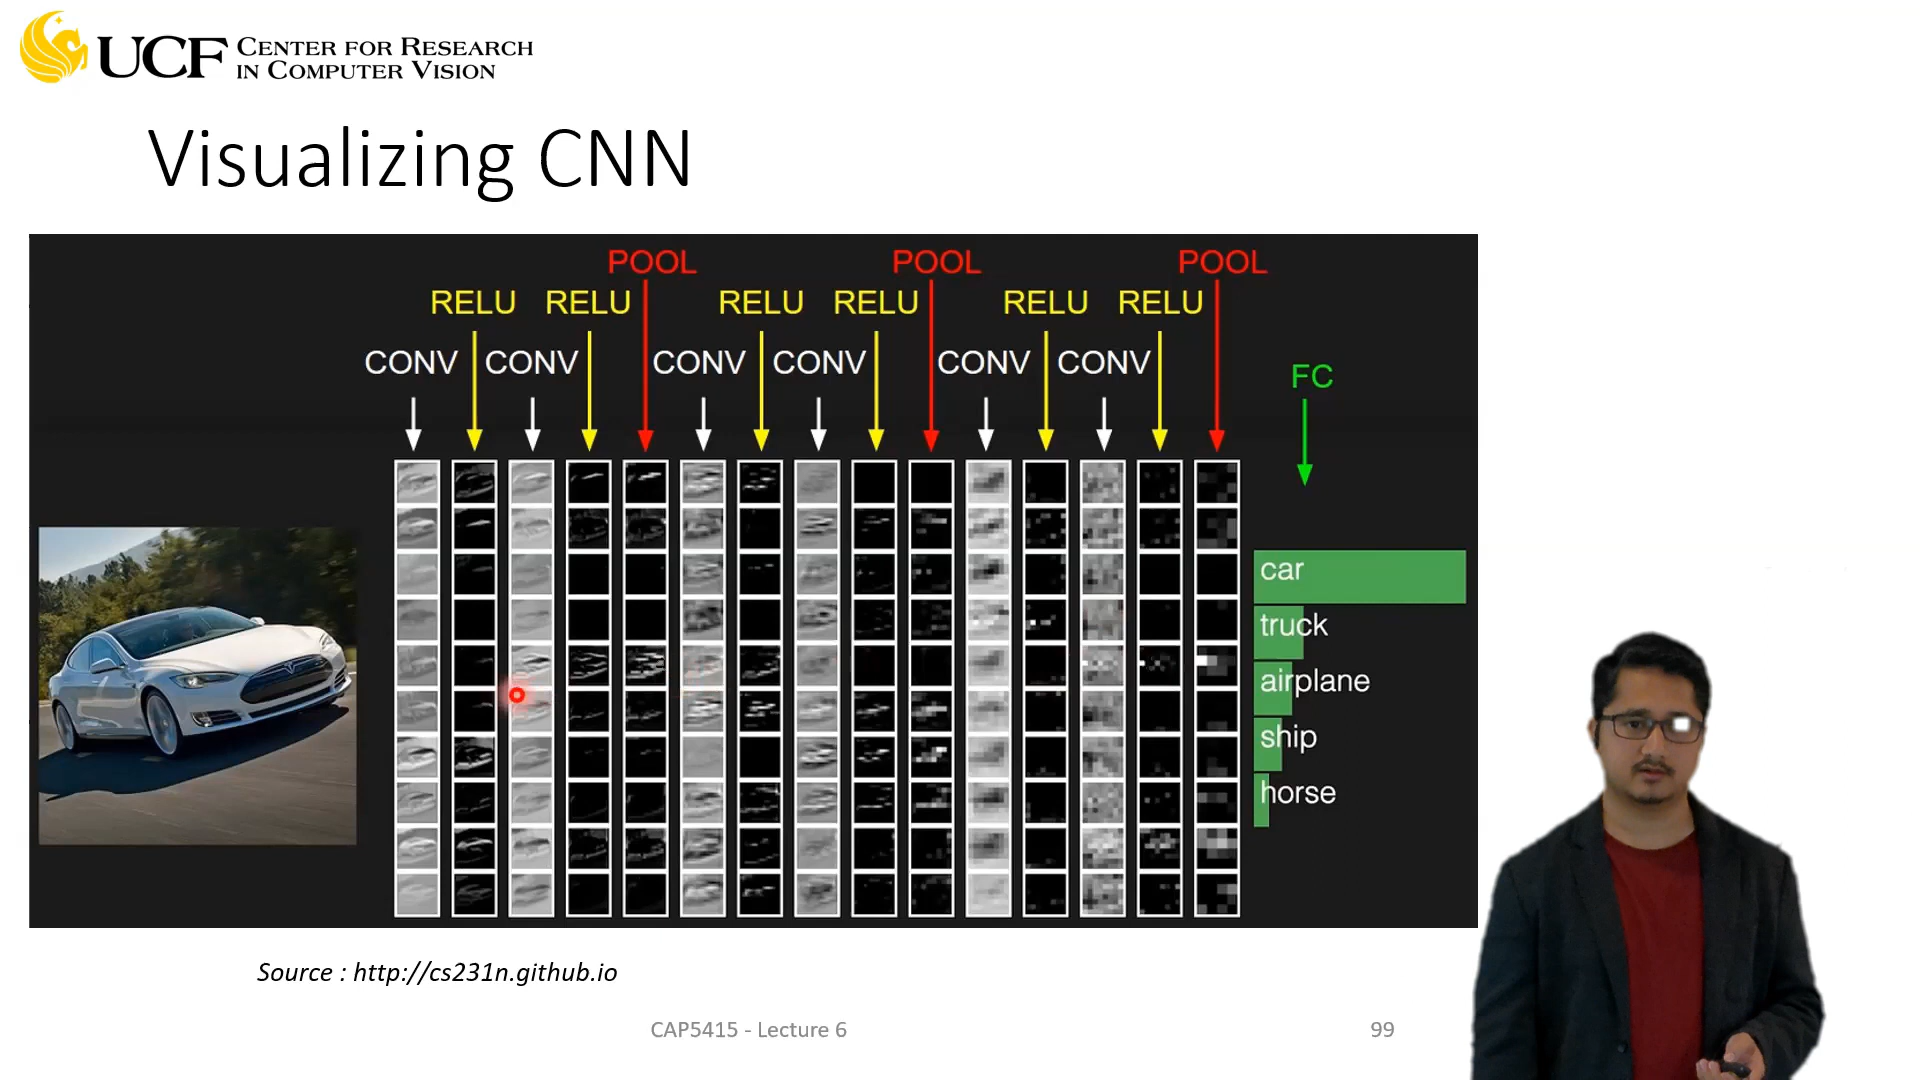 UCF CENTER FOR RESEARCH
IN COMPUTER VISION
Visualizing CNN
POOL POOL POOL
RELU RELU RELU RELU RELU RELU
CONV CONV CONV CONV CONV CONV
FC
car
truck
airplane
ship
horse
Source : http://cs231n.github.io
CAP5415 - Lecture 6
99